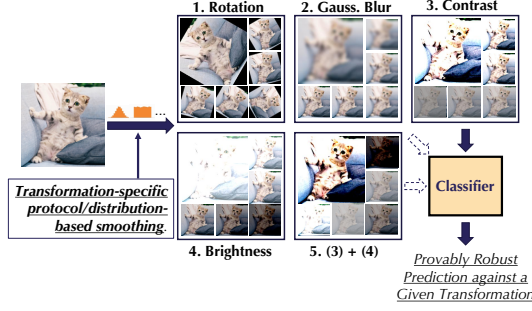 1. Rotation
2. Gauss. Blur
3. Contrast
...
Transformation-specific
protocol/distribution-
based smoothing.
4. Brightness
5. (3) + (4)
Classifier
Provably Robust
Prediction against a
Given Transformation